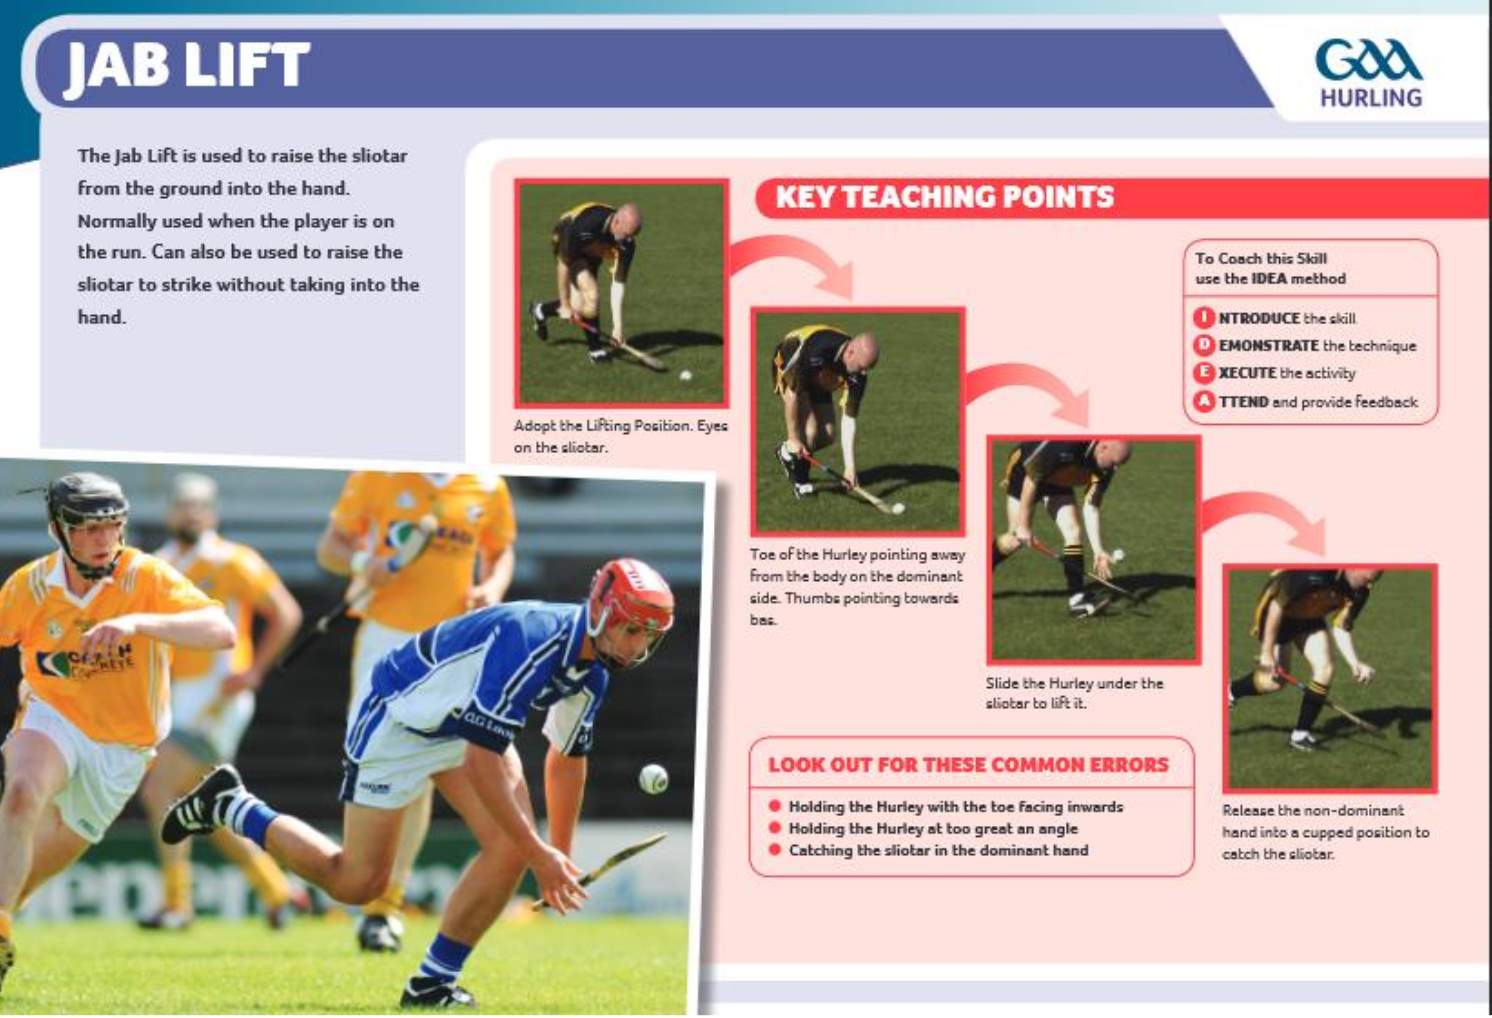 JAB LIFT
GAA
HURLING
The Jab Lift is used to raise the sliotar
from the ground into the hand.
Normally used when the player is on
the run. Can also be used to raise the
sliotar to strike without taking into the
hand.
KEY TEACHING POINTS
To Coach this Skill
use the IDEA method
INTRODUCE the skill
DEMONSTRATE the technique
EXECUTE the activity
ATTEND and provide feedback
Adopt the Lifting Position. Eyes
on the sliotar.
Toe of the Hurley pointing away
from the body on the dominant
side. Thumbs pointing towards
bas.
Slide the Hurley under the
sliotar to lift it.
Release the non-dominant
hand into a cupped position to
catch the sliotar.
LOOK OUT FOR THESE COMMON ERRORS
Holding the Hurley with the toe facing inwards
Holding the Hurley at too great an angle
Catching the sliotar in the dominant hand